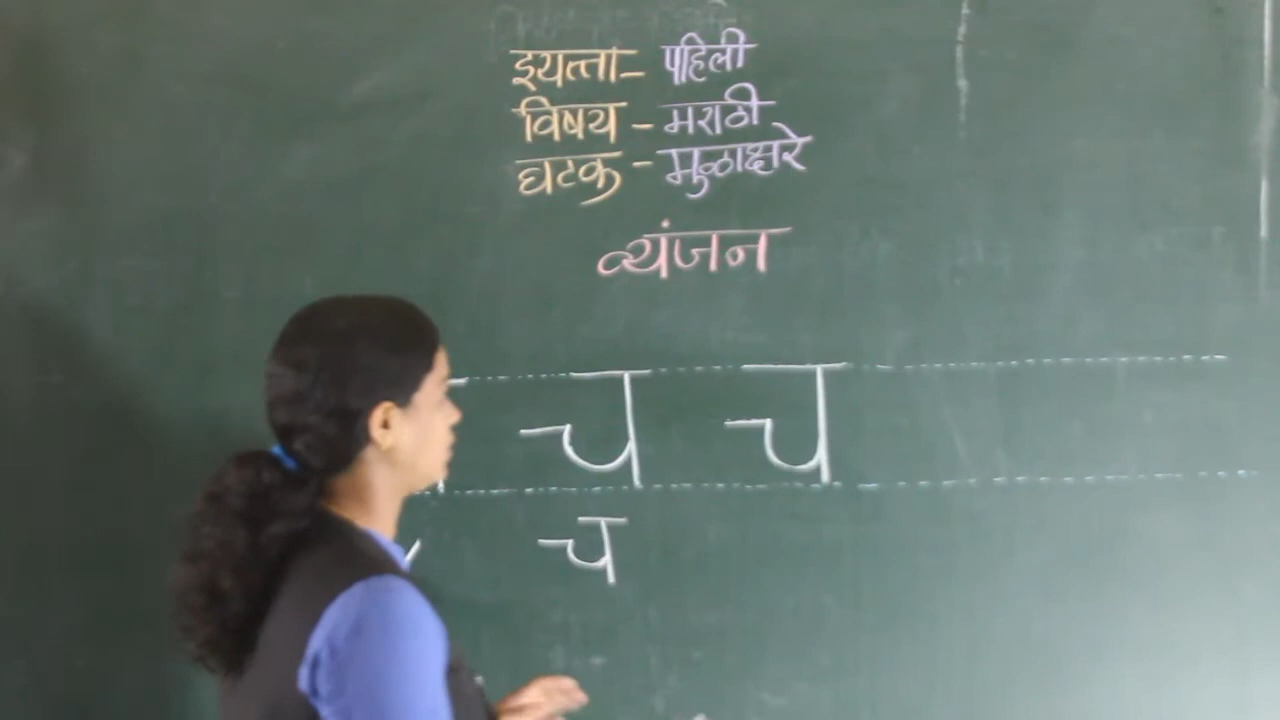 इयत्ता – पहिली
विषय – मराठी
घटक – मुळाक्षरे
व्यंजन
च च
च